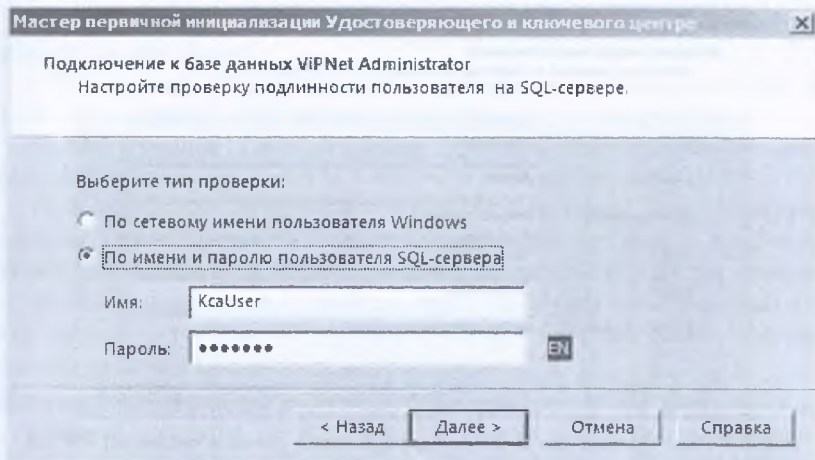 Мастер первичной инициализации Удостоверяющего и ключевого центра
Подключение к базе данных ViPNet Administrator
Настройте проверку подлинности пользователя на SQL-сервере.
Выберите тип проверки:
По сетевому имени пользователя Windows
По имени и паролю пользователя SQL-сервера
Имя: KcaUser
Пароль: •••••••
EN
< Назад Далее > Отмена Справка